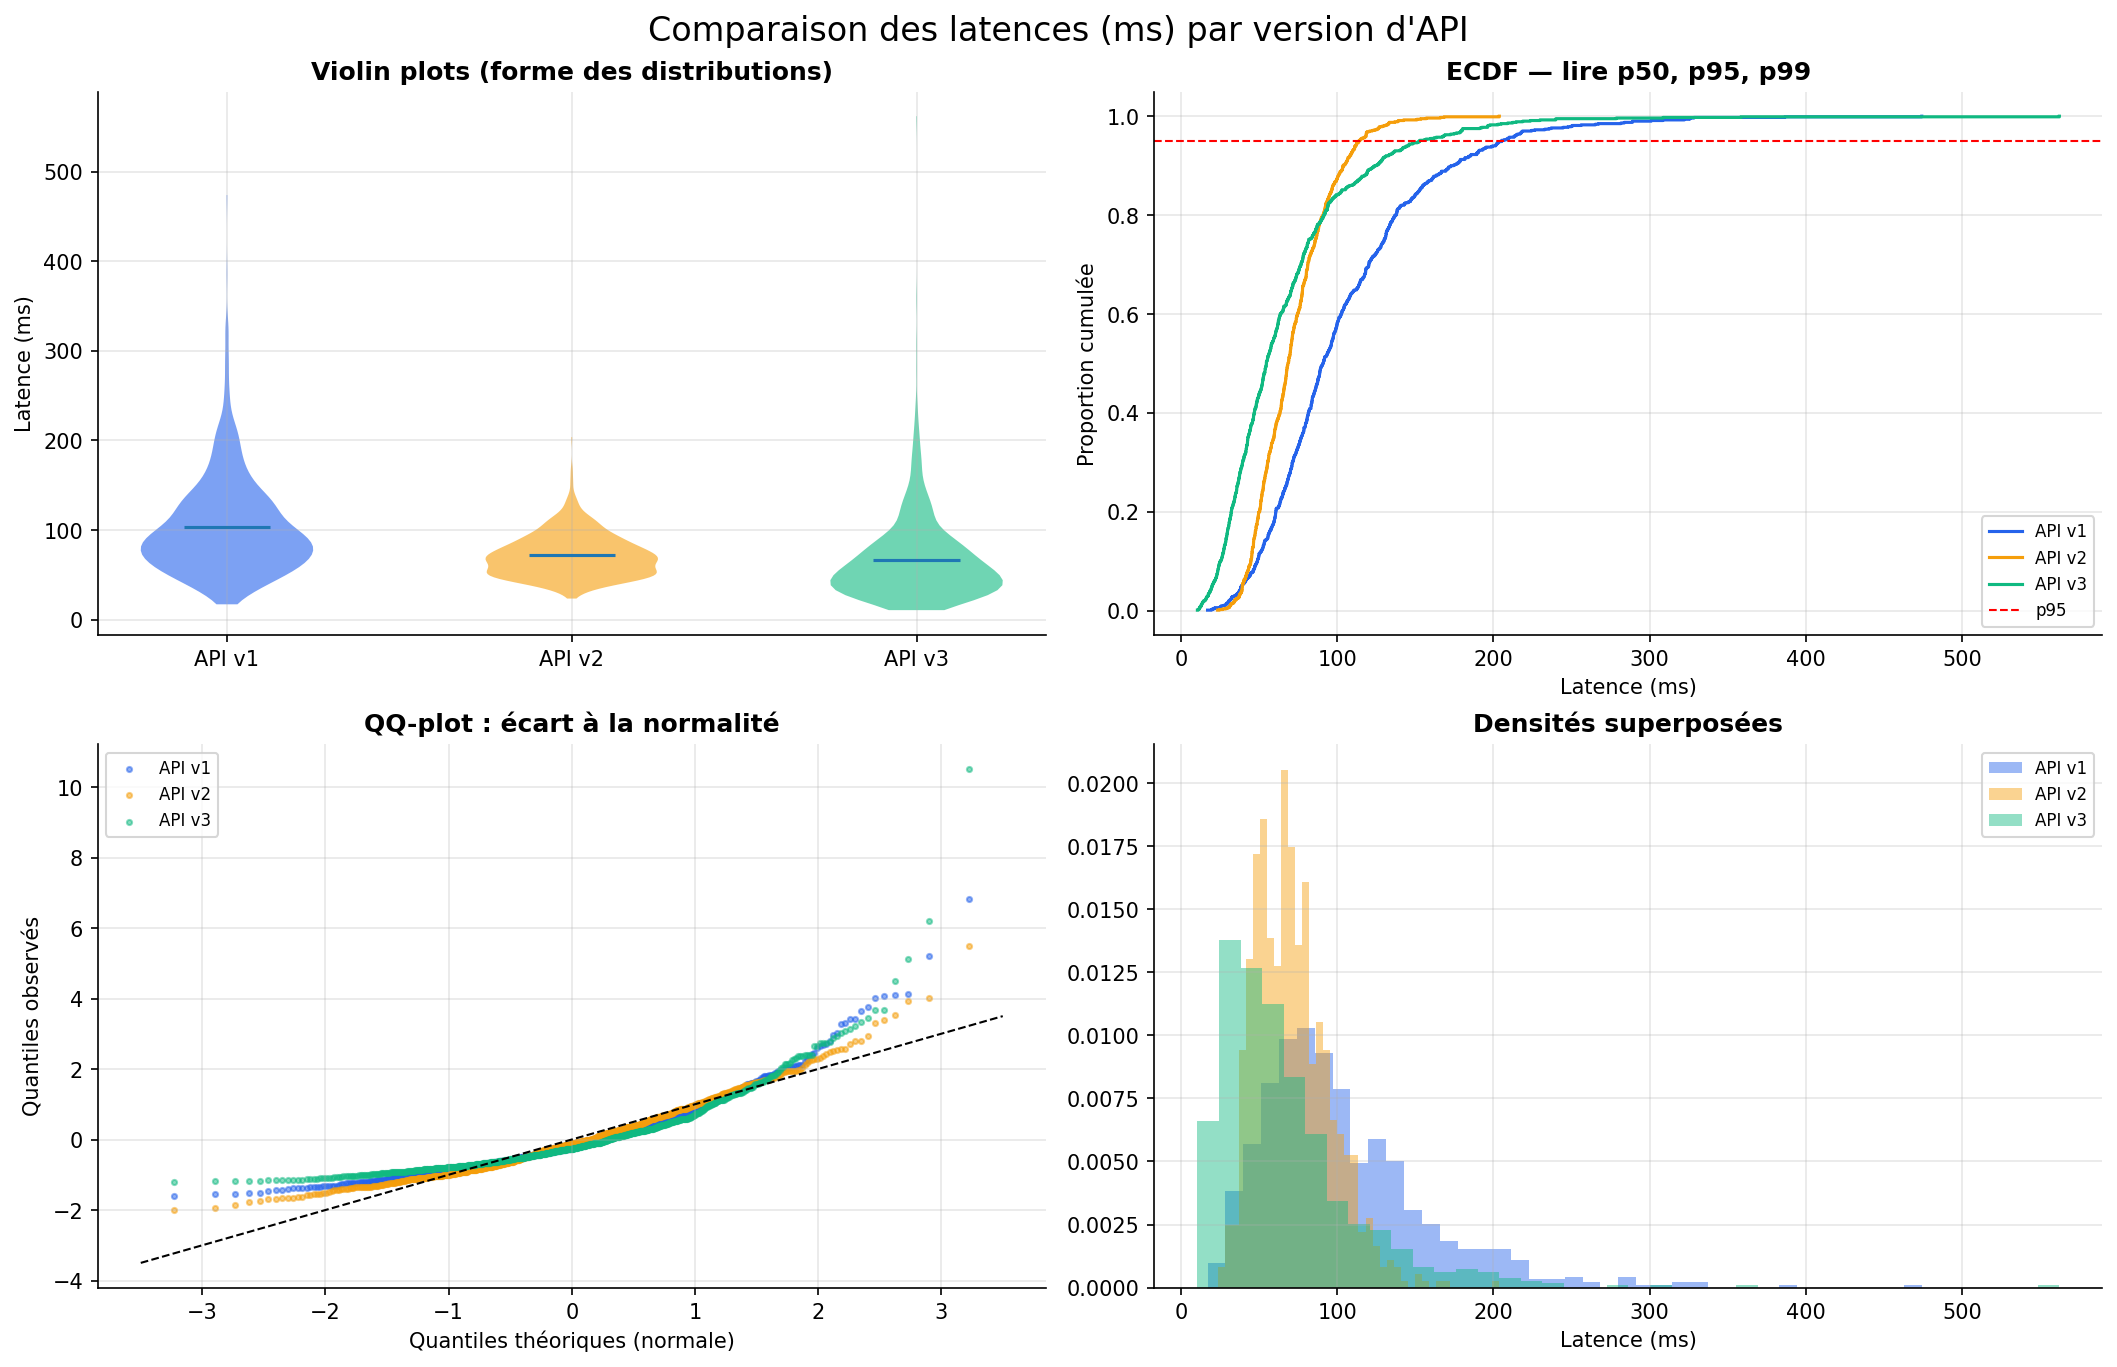 Comparaison des latences (ms) par version d'API
Violin plots (forme des distributions)
Latence (ms)
500
400
300
200
100
0
API v1
API v2
API v3
ECDF — lire p50, p95, p99
Proportion cumulée
1.0
0.8
0.6
0.4
0.2
0.0
API v1
API v2
API v3
p95
0
100
200
300
400
500
Latence (ms)
QQ-plot : écart à la normalité
Quantiles observés
API v1
API v2
API v3
10
8
6
4
2
0
−2
−4
−3
−2
−1
0
1
2
3
Quantiles théoriques (normale)
Densités superposées
API v1
API v2
API v3
0.0200
0.0175
0.0150
0.0125
0.0100
0.0075
0.0050
0.0025
0.0000
0
100
200
300
400
500
Latence (ms)